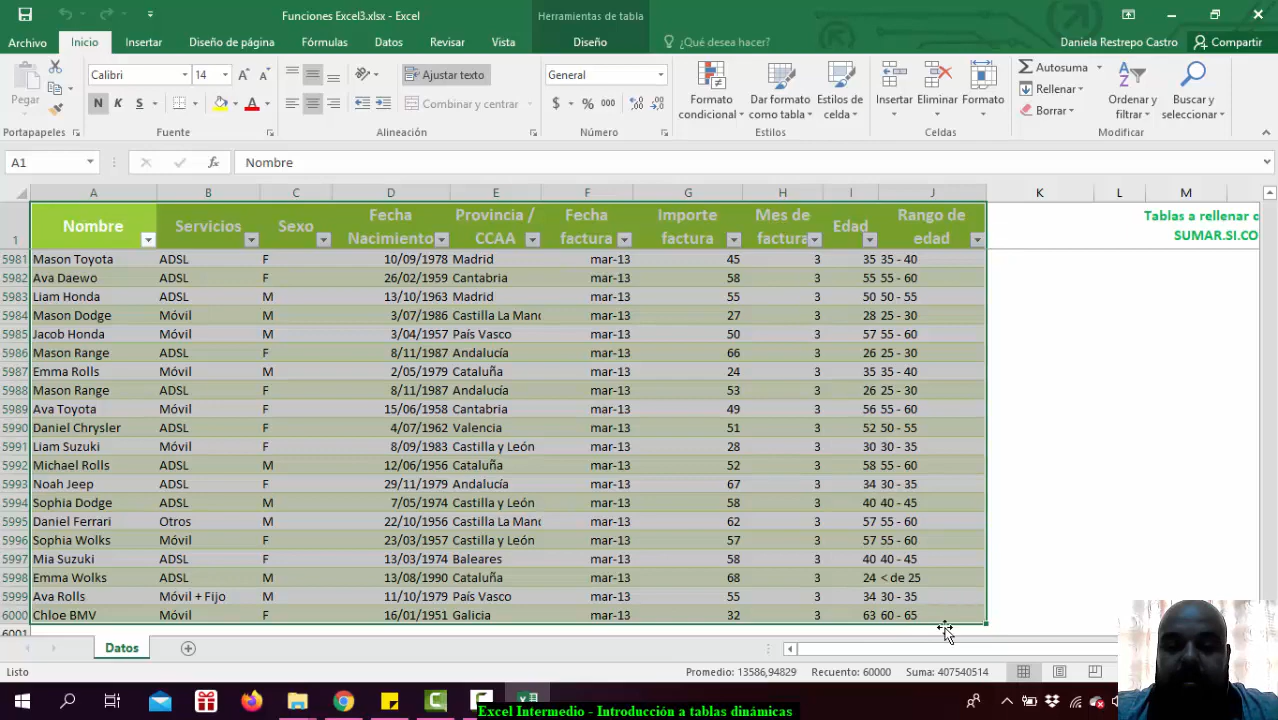 Funciones Excel3.xlsx - Excel
Herramientas de tabla
Archivo Inicio Insertar Diseño de página Fórmulas Datos Revisar Vista Diseño ¿Qué desea hacer? Daniela Restrepo Castro Compartir
Calibri 14 Ajustar texto General Autosuma
Pegar N K S Combinar y centrar $ % 000 Formato condicional Dar formato como tabla Estilos de celda Insertar Eliminar Formato Rellenar Borrar Ordenar y filtrar Buscar y seleccionar
Portapapeles Fuente Alineación Número Estilos Celdas Modificar
A1 fx Nombre
A B C D E F G H I J K L M
1 Nombre Servicios Sexo Fecha Nacimiento Provincia / CCAA Fecha factura Importe factura Mes de factura Edad Rango de edad Tablas a rellenar c SUMAR.SI.CO
5981 Mason Toyota ADSL F 10/09/1978 Madrid mar-13 45 3 35 35 - 40
5982 Ava Daewo ADSL F 26/02/1959 Cantabria mar-13 58 3 55 55 - 60
5983 Liam Honda ADSL M 13/10/1963 Madrid mar-13 55 3 50 50 - 55
5984 Mason Dodge Móvil M 3/07/1986 Castilla La Manc mar-13 27 3 28 25 - 30
5985 Jacob Honda Móvil M 3/04/1957 País Vasco mar-13 50 3 57 55 - 60
5986 Mason Range ADSL F 8/11/1987 Andalucía mar-13 66 3 26 25 - 30
5987 Emma Rolls Móvil M 2/05/1979 Cataluña mar-13 24 3 35 35 - 40
5988 Mason Range ADSL F 8/11/1987 Andalucía mar-13 53 3 26 25 - 30
5989 Ava Toyota Móvil F 15/06/1958 Cantabria mar-13 49 3 56 55 - 60
5990 Daniel Chrysler ADSL F 4/07/1962 Valencia mar-13 51 3 52 50 - 55
5991 Liam Suzuki Móvil F 8/09/1983 Castilla y León mar-13 28 3 30 30 - 35
5992 Michael Rolls ADSL M 12/06/1956 Cataluña mar-13 52 3 58 55 - 60
5993 Noah Jeep ADSL F 29/11/1979 Andalucía mar-13 67 3 34 30 - 35
5994 Sophia Dodge ADSL M 7/05/1974 Castilla y León mar-13 58 3 40 40 - 45
5995 Daniel Ferrari Otros M 22/10/1956 Castilla La Manc mar-13 62 3 57 55 - 60
5996 Sophia Wolks Móvil M 23/03/1957 Castilla y León mar-13 57 3 57 55 - 60
5997 Mia Suzuki ADSL F 13/03/1974 Baleares mar-13 58 3 40 40 - 45
5998 Emma Wolks ADSL M 13/08/1990 Cataluña mar-13 68 3 24 < de 25
5999 Ava Rolls Móvil + Fijo M 11/10/1979 País Vasco mar-13 55 3 34 30 - 35
6000 Chloe BMV Móvil F 16/01/1951 Galicia mar-13 32 3 63 60 - 65
6001
Datos
Listo Promedio: 13586,94829 Recuento: 60000 Suma: 407540514
Excel Intermedio - Introducción a tablas dinámicas